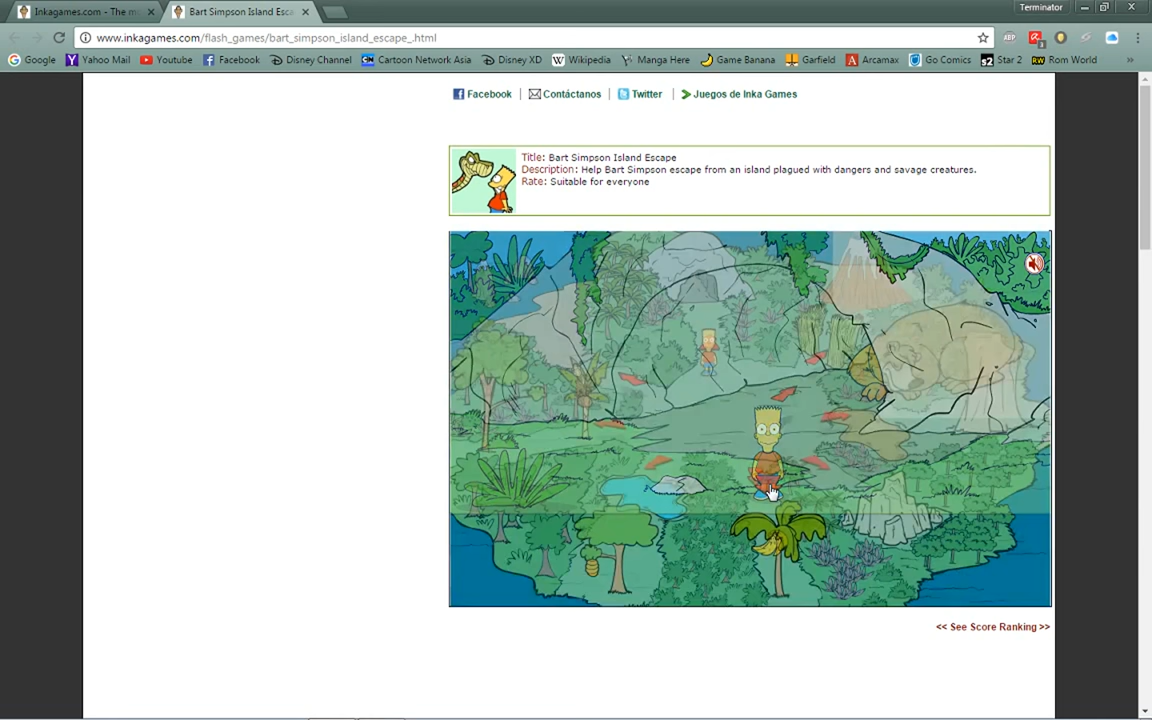 Terminator
Inkagames.com - The m
Bart Simpson Island Esca
www.inkagames.com/flash_games/bart_simpson_island_escape_.html
ABP
Google Yahoo Mail Youtube Facebook Disney Channel Cartoon Network Asia Disney XD Wikipedia Manga Here Game Banana Garfield Arcamax Go Comics Star 2 Rom World
Facebook | Contáctanos | Twitter | Juegos de Inka Games
Title: Bart Simpson Island Escape
Description: Help Bart Simpson escape from an island plagued with dangers and savage creatures.
Rate: Suitable for everyone
<< See Score Ranking >>